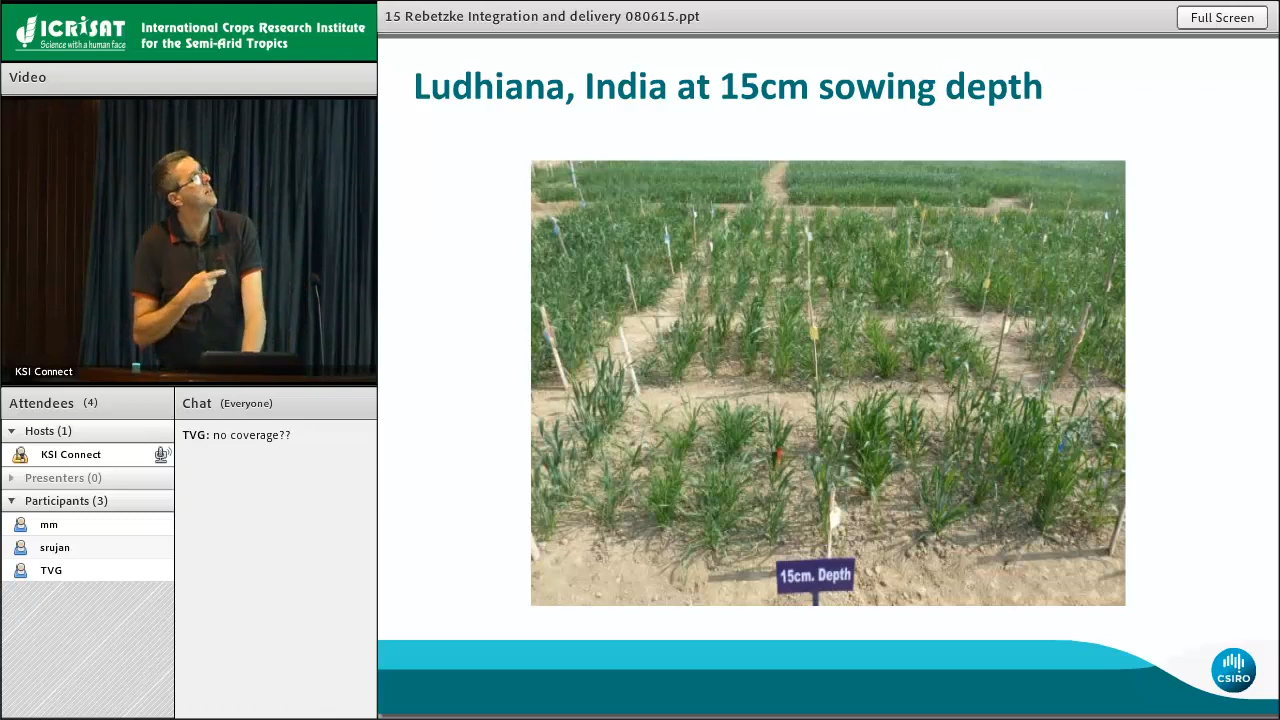 ICRISAT
Science with a human face
International Crops Research Institute
for the Semi-Arid Tropics
15 Rebetzke Integration and delivery 080615.ppt
Full Screen
Video
Ludhiana, India at 15cm sowing depth
KSI Connect
Attendees (4)
Chat (Everyone)
Hosts (1)
TVG: no coverage??
KSI Connect
Presenters (0)
Participants (3)
mm
srujan
TVG
15cm. Depth
CSIRO